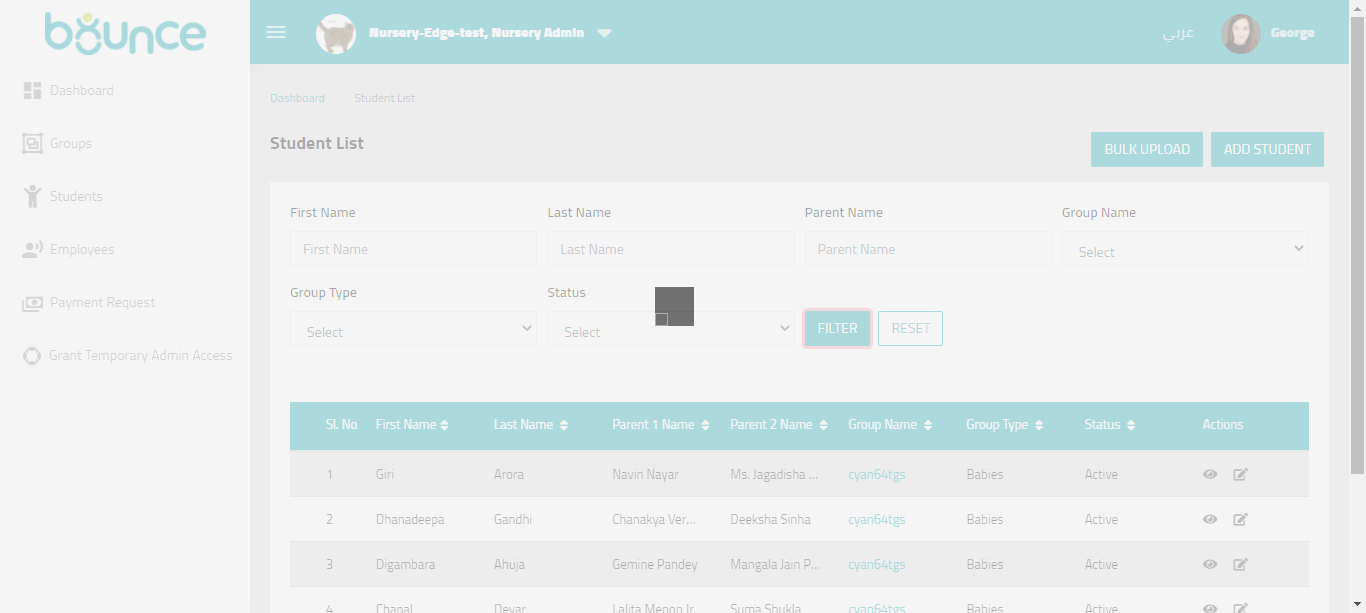 bounce
Nursery-Edge-test, Nursery Admin
عربي
George
Dashboard
Groups
Students
Employees
Payment Request
Grant Temporary Admin Access
Dashboard
Student List
Student List
BULK UPLOAD
ADD STUDENT
First Name
Last Name
Parent Name
Group Name
First Name
Last Name
Parent Name
Select
Group Type
Status
Select
Select
FILTER
RESET
Sl. No First Name Last Name Parent 1 Name Parent 2 Name Group Name Group Type Status Actions
1 Giri Arora Navin Nayar Ms. Jagadisha ... cyan64tgs Babies Active
2 Dhanadeepa Gandhi Chanakya Ver... Deeksha Sinha cyan64tgs Babies Active
3 Digambara Ahuja Gemine Pandey Mangala Jain P... cyan64tgs Babies Active
4 Chapal Devar Lalita Menon Jr. Suma Shukla cyan64tgs Babies Active